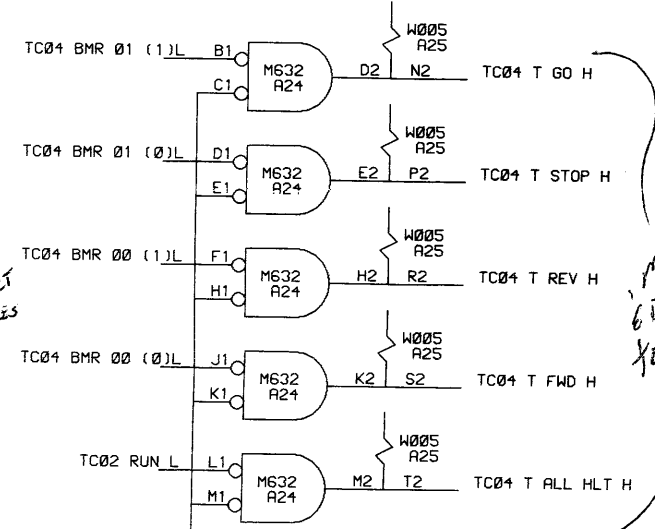 W005
A25
TC04 BMR 01 (1)L B1
M632
A24
C1
D2 N2 TC04 T GO H
W005
A25
TC04 BMR 01 (0)L D1
M632
A24
E1
E2 P2 TC04 T STOP H
W005
A25
TC04 BMR 00 (1)L F1
M632
A24
H1
H2 R2 TC04 T REV H
W005
A25
TC04 BMR 00 (0)L J1
M632
A24
K1
K2 S2 TC04 T FWD H
W005
A25
TC02 RUN L L1
M632
A24
M1
M2 T2 TC04 T ALL HLT H